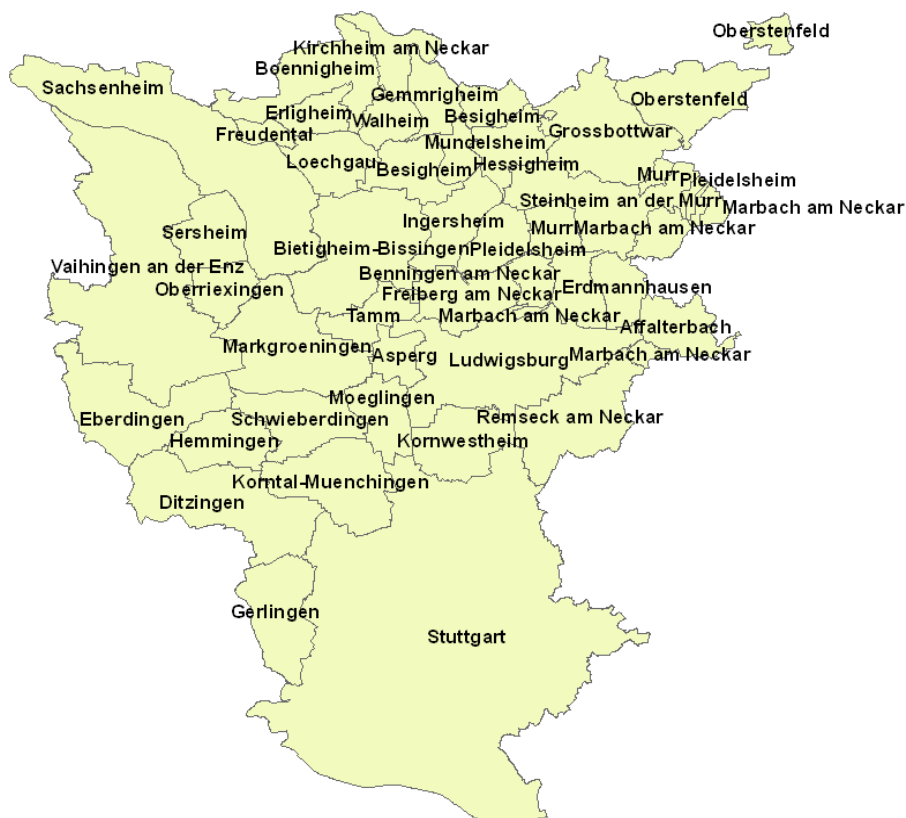 Oberstenfeld
Kirchheim am Neckar
Boennigheim
Sachsenheim
Gemmrigheim
Oberstenfeld
Erligheim
Walheim
Besigheim
Freudental
Grossbottwar
Mundelsheim
Loechgau
Besigheim
Hessigheim
Murr
Pleidelsheim
Steinheim an der Murr
Marbach am Neckar
Ingersheim
Sersheim
Murr
Marbach am Neckar
Bietigheim-Bissingen
Pleidelsheim
Vaihingen an der Enz
Benningen am Neckar
Oberriexingen
Freiberg am Neckar
Erdmannhausen
Tamm
Marbach am Neckar
Affalterbach
Markgroeningen
Asperg
Ludwigsburg
Marbach am Neckar
Moeglingen
Eberdingen
Schwieberdingen
Remseck am Neckar
Hemmingen
Kornwestheim
Korntal-Muenchingen
Ditzingen
Gerlingen
Stuttgart